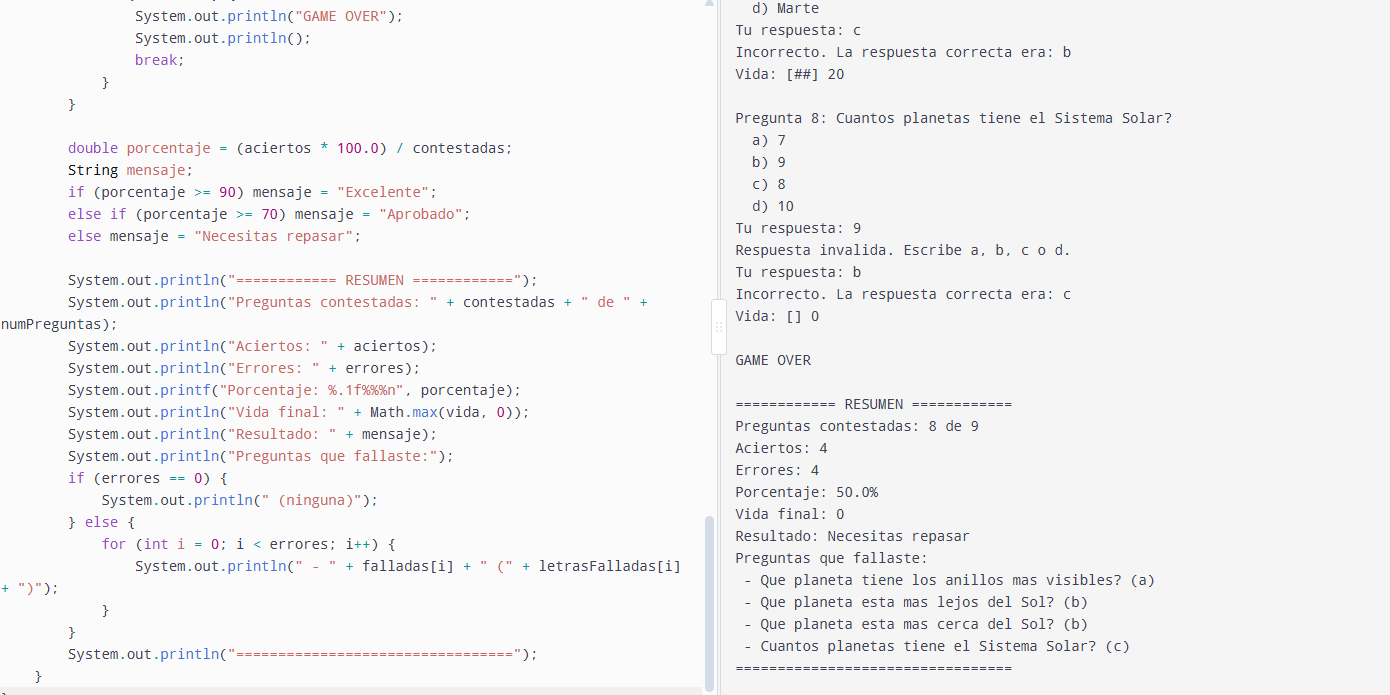 System.out.println("GAME OVER");
System.out.println();
break;
}
}
double porcentaje = (aciertos * 100.0) / contestadas;
String mensaje;
if (porcentaje >= 90) mensaje = "Excelente";
else if (porcentaje >= 70) mensaje = "Aprobado";
else mensaje = "Necesitas repasar";
System.out.println("============ RESUMEN ============");
System.out.println("Preguntas contestadas: " + contestadas + " de " +
numPreguntas);
System.out.println("Aciertos: " + aciertos);
System.out.println("Errores: " + errores);
System.out.printf("Porcentaje: %.1f%%%n", porcentaje);
System.out.println("Vida final: " + Math.max(vida, 0));
System.out.println("Resultado: " + mensaje);
System.out.println("Preguntas que fallaste:");
if (errores == 0) {
System.out.println(" (ninguna)");
} else {
for (int i = 0; i < errores; i++) {
System.out.println(" - " + falladas[i] + " (" + letrasFalladas[i]
+ ")");
}
}
System.out.println("=================================");
}
d) Marte
Tu respuesta: c
Incorrecto. La respuesta correcta era: b
Vida: [##] 20
Pregunta 8: Cuantos planetas tiene el Sistema Solar?
a) 7
b) 9
c) 8
d) 10
Tu respuesta: 9
Respuesta invalida. Escribe a, b, c o d.
Tu respuesta: b
Incorrecto. La respuesta correcta era: c
Vida: [] 0
GAME OVER
============ RESUMEN ============
Preguntas contestadas: 8 de 9
Aciertos: 4
Errores: 4
Porcentaje: 50.0%
Vida final: 0
Resultado: Necesitas repasar
Preguntas que fallaste:
- Que planeta tiene los anillos mas visibles? (a)
- Que planeta esta mas lejos del Sol? (b)
- Que planeta esta mas cerca del Sol? (b)
- Cuantos planetas tiene el Sistema Solar? (c)
=================================